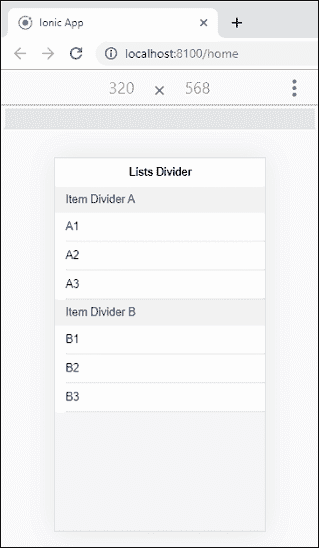 Ionic App
localhost:8100/home
320 × 568
Lists Divider
Item Divider A
A1
A2
A3
Item Divider B
B1
B2
B3